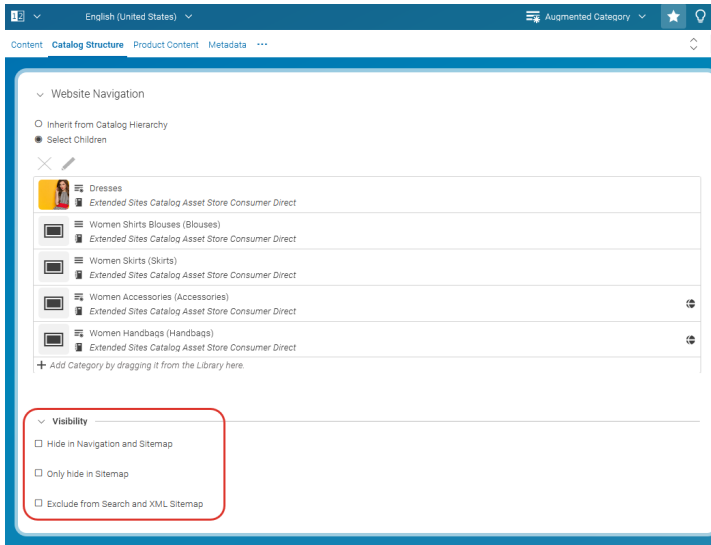 English (United States)
Augmented Category
Content Catalog Structure Product Content Metadata ...
Website Navigation
Inherit from Catalog Hierarchy
Select Children
Dresses
Extended Sites Catalog Asset Store Consumer Direct
Women Shirts Blouses (Blouses)
Extended Sites Catalog Asset Store Consumer Direct
Women Skirts (Skirts)
Extended Sites Catalog Asset Store Consumer Direct
Women Accessories (Accessories)
Extended Sites Catalog Asset Store Consumer Direct
Women Handbags (Handbags)
Extended Sites Catalog Asset Store Consumer Direct
Add Category by dragging it from the Library here.
Visibility
Hide in Navigation and Sitemap
Only hide in Sitemap
Exclude from Search and XML Sitemap